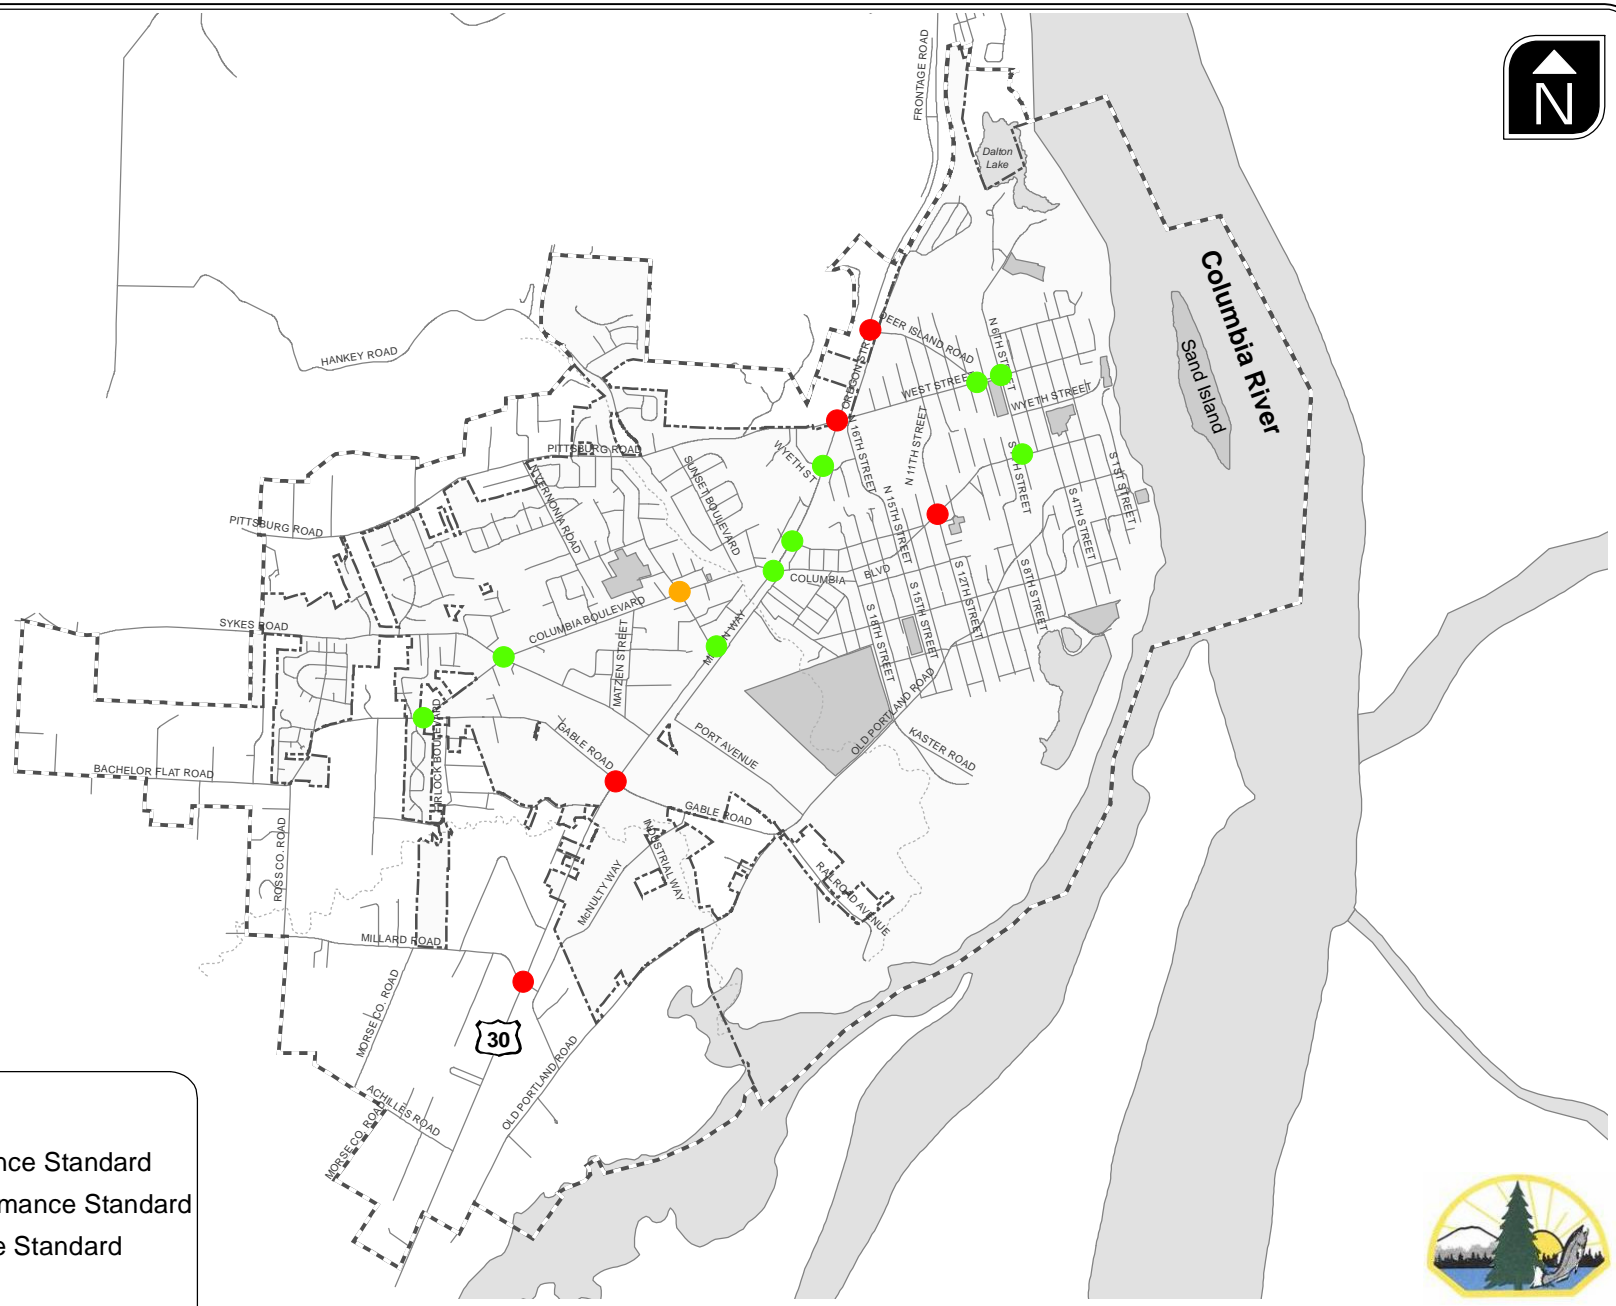 FRONTAGE ROAD
N
Dalton
Lake
Columbia River
Sand Island
HANKEY ROAD
DEER ISLAND ROAD
N 6TH STREET
OREGON STR
WEST STREET
WYETH STREET
N 16TH STREET
N 11TH STREET
WYETH ST
PITTSBURG ROAD
SUNSET BOULEVARD
N VERNONIA ROAD
PITTSBURG ROAD
N 15TH STREET
S 1ST STREET
S 4TH STREET
COLUMBIA
BLVD
S 12TH STREET
S 8TH STREET
S 15TH STREET
S 18TH STREET
COLUMBIA BOULEVARD
SYKES ROAD
MATZEN STREET
OLD PORTLAND ROAD
KASTER ROAD
PORT AVENUE
GABLE ROAD
BACHELOR FLAT ROAD
GABLE ROAD
INDUSTRIAL WAY
RAILROAD AVENUE
McNULTY WAY
ROSS CO. ROAD
MILLARD ROAD
MORSE CO. ROAD
30
OLD PORTLAND ROAD
ACHILLES ROAD
MORSE CO. ROAD
nce Standard
mance Standard
e Standard